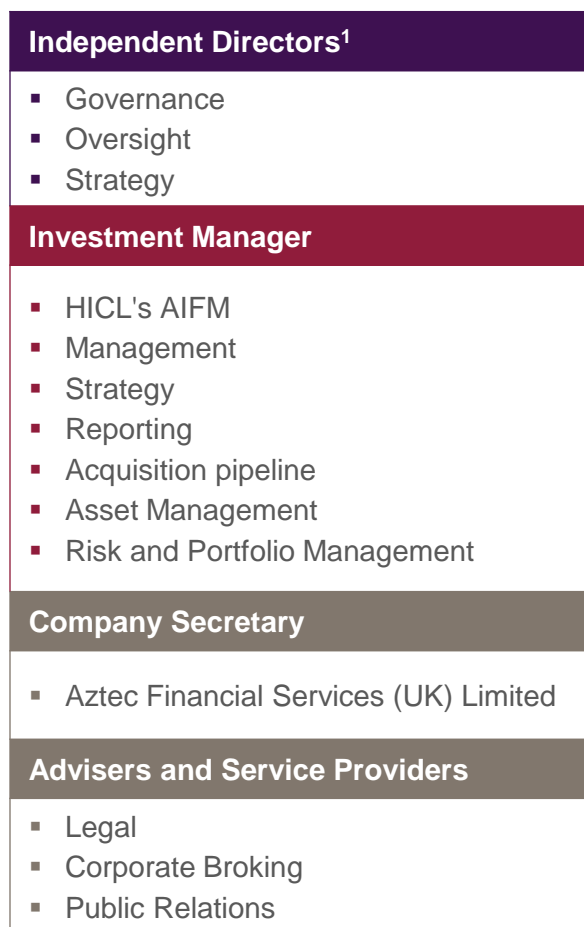 Independent Directors¹
▪ Governance
▪ Oversight
▪ Strategy
Investment Manager
▪ HICL's AIFM
▪ Management
▪ Strategy
▪ Reporting
▪ Acquisition pipeline
▪ Asset Management
▪ Risk and Portfolio Management
Company Secretary
▪ Aztec Financial Services (UK) Limited
Advisers and Service Providers
▪ Legal
▪ Corporate Broking
▪ Public Relations